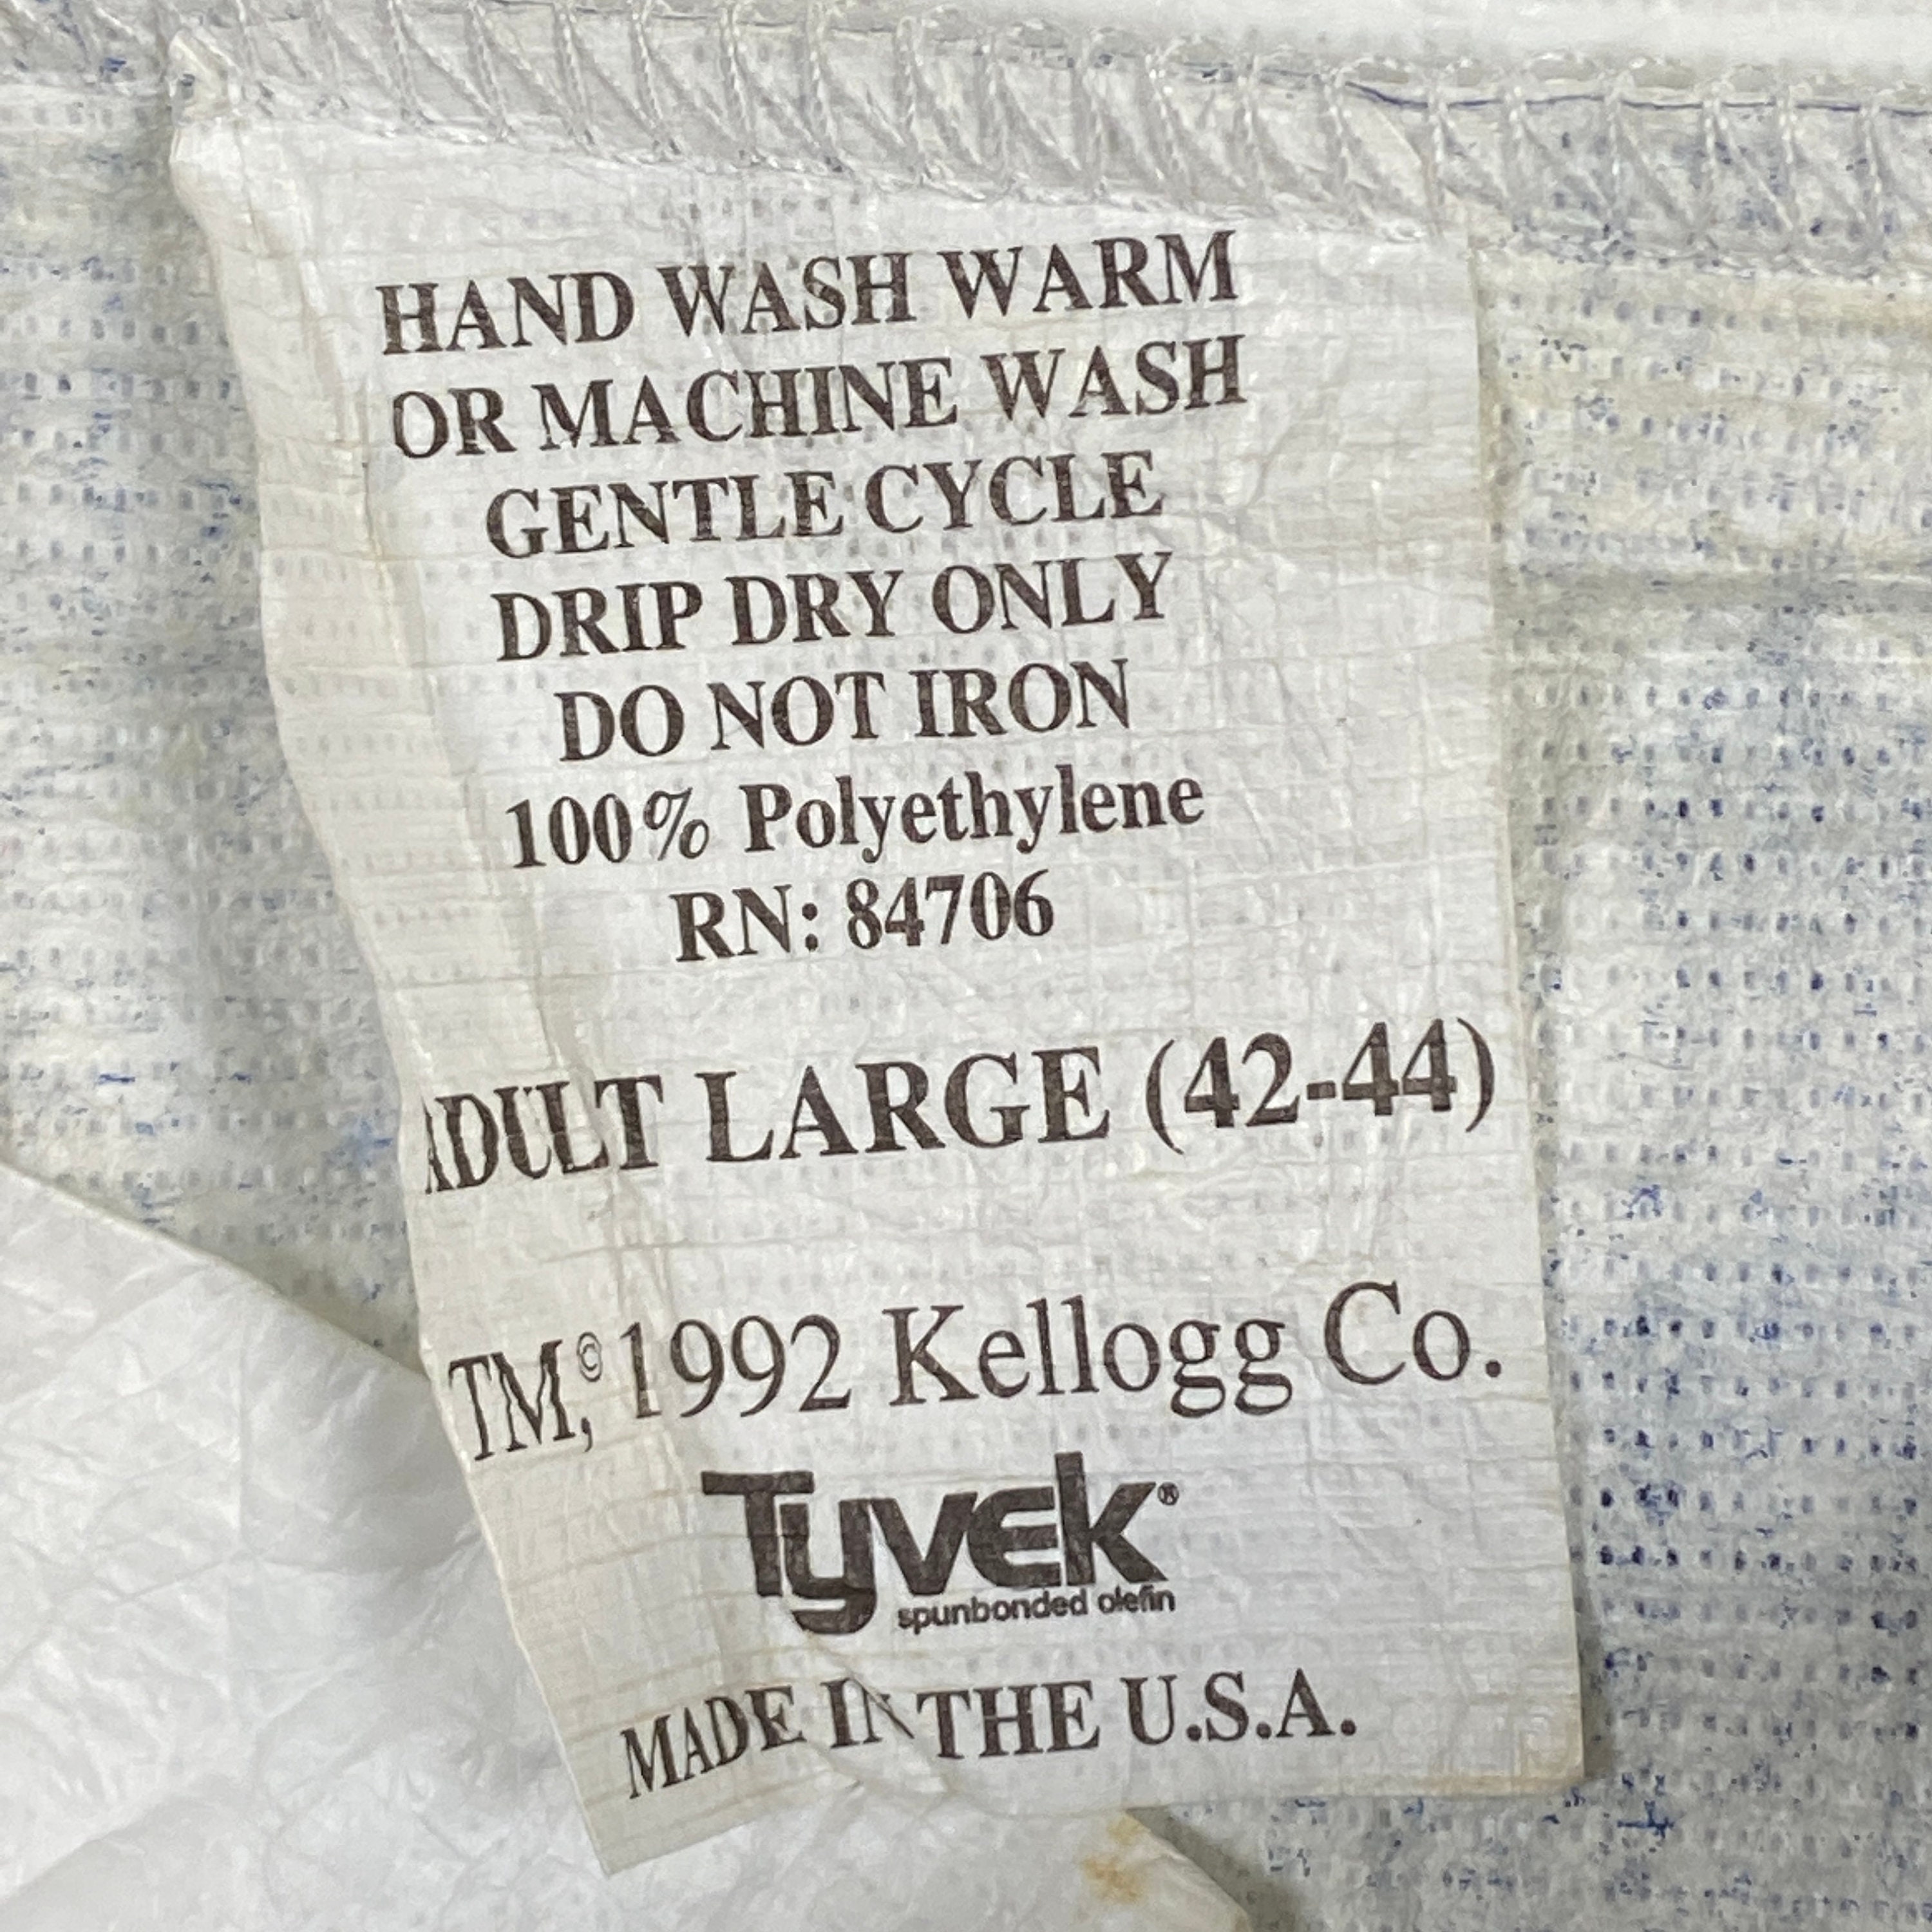 HAND WASH WARM
OR MACHINE WASH
GENTLE CYCLE
DRIP DRY ONLY
DO NOT IRON
100% Polyethylene
RN: 84706
ADULT LARGE (42-44)
TM,© 1992 Kellogg Co.
Tyvek®
spunbonded olefin
MADE IN THE U.S.A.